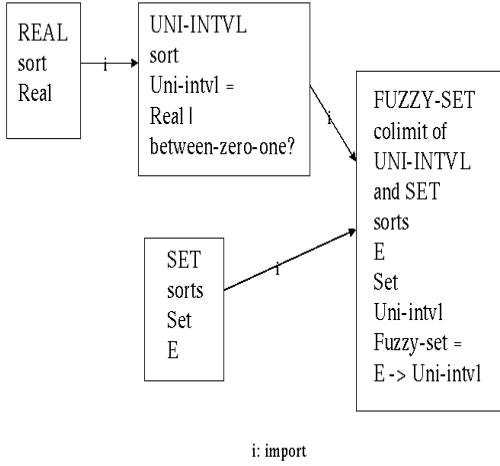 REAL
sort
Real
i
UNI-INTVL
sort
Uni-intvl =
Real |
between-zero-one?
i
FUZZY-SET
colimit of
UNI-INTVL
and SET
sorts
E
Set
Uni-intvl
Fuzzy-set =
E -> Uni-intvl
SET
sorts
Set
E
i
i: import